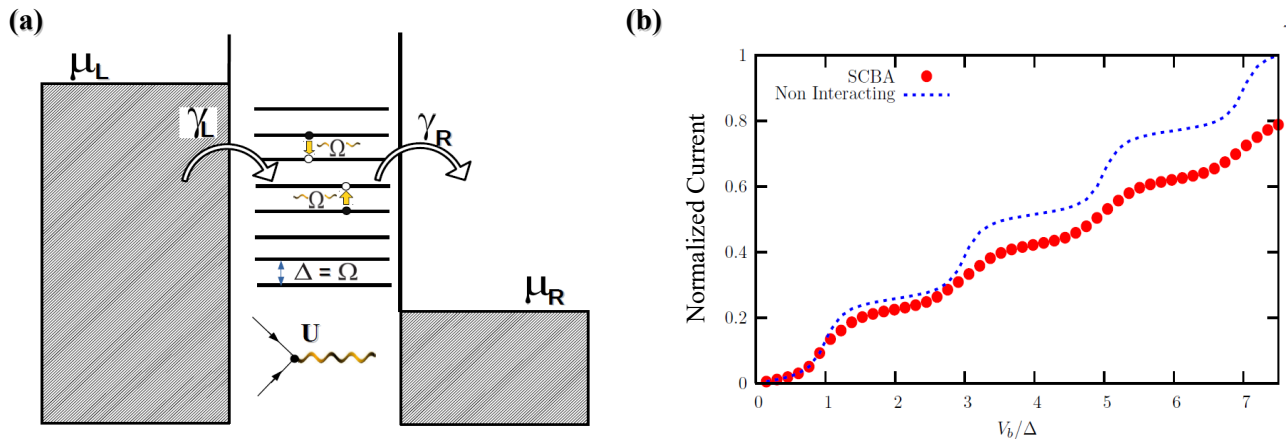 (a)
μL
γL
γR
Ω
Ω
Δ = Ω
μR
U
(b)
Normalized Current
1
0.8
0.6
0.4
0.2
0
SCBA
Non Interacting
0 1 2 3 4 5 6 7
Vb/Δ